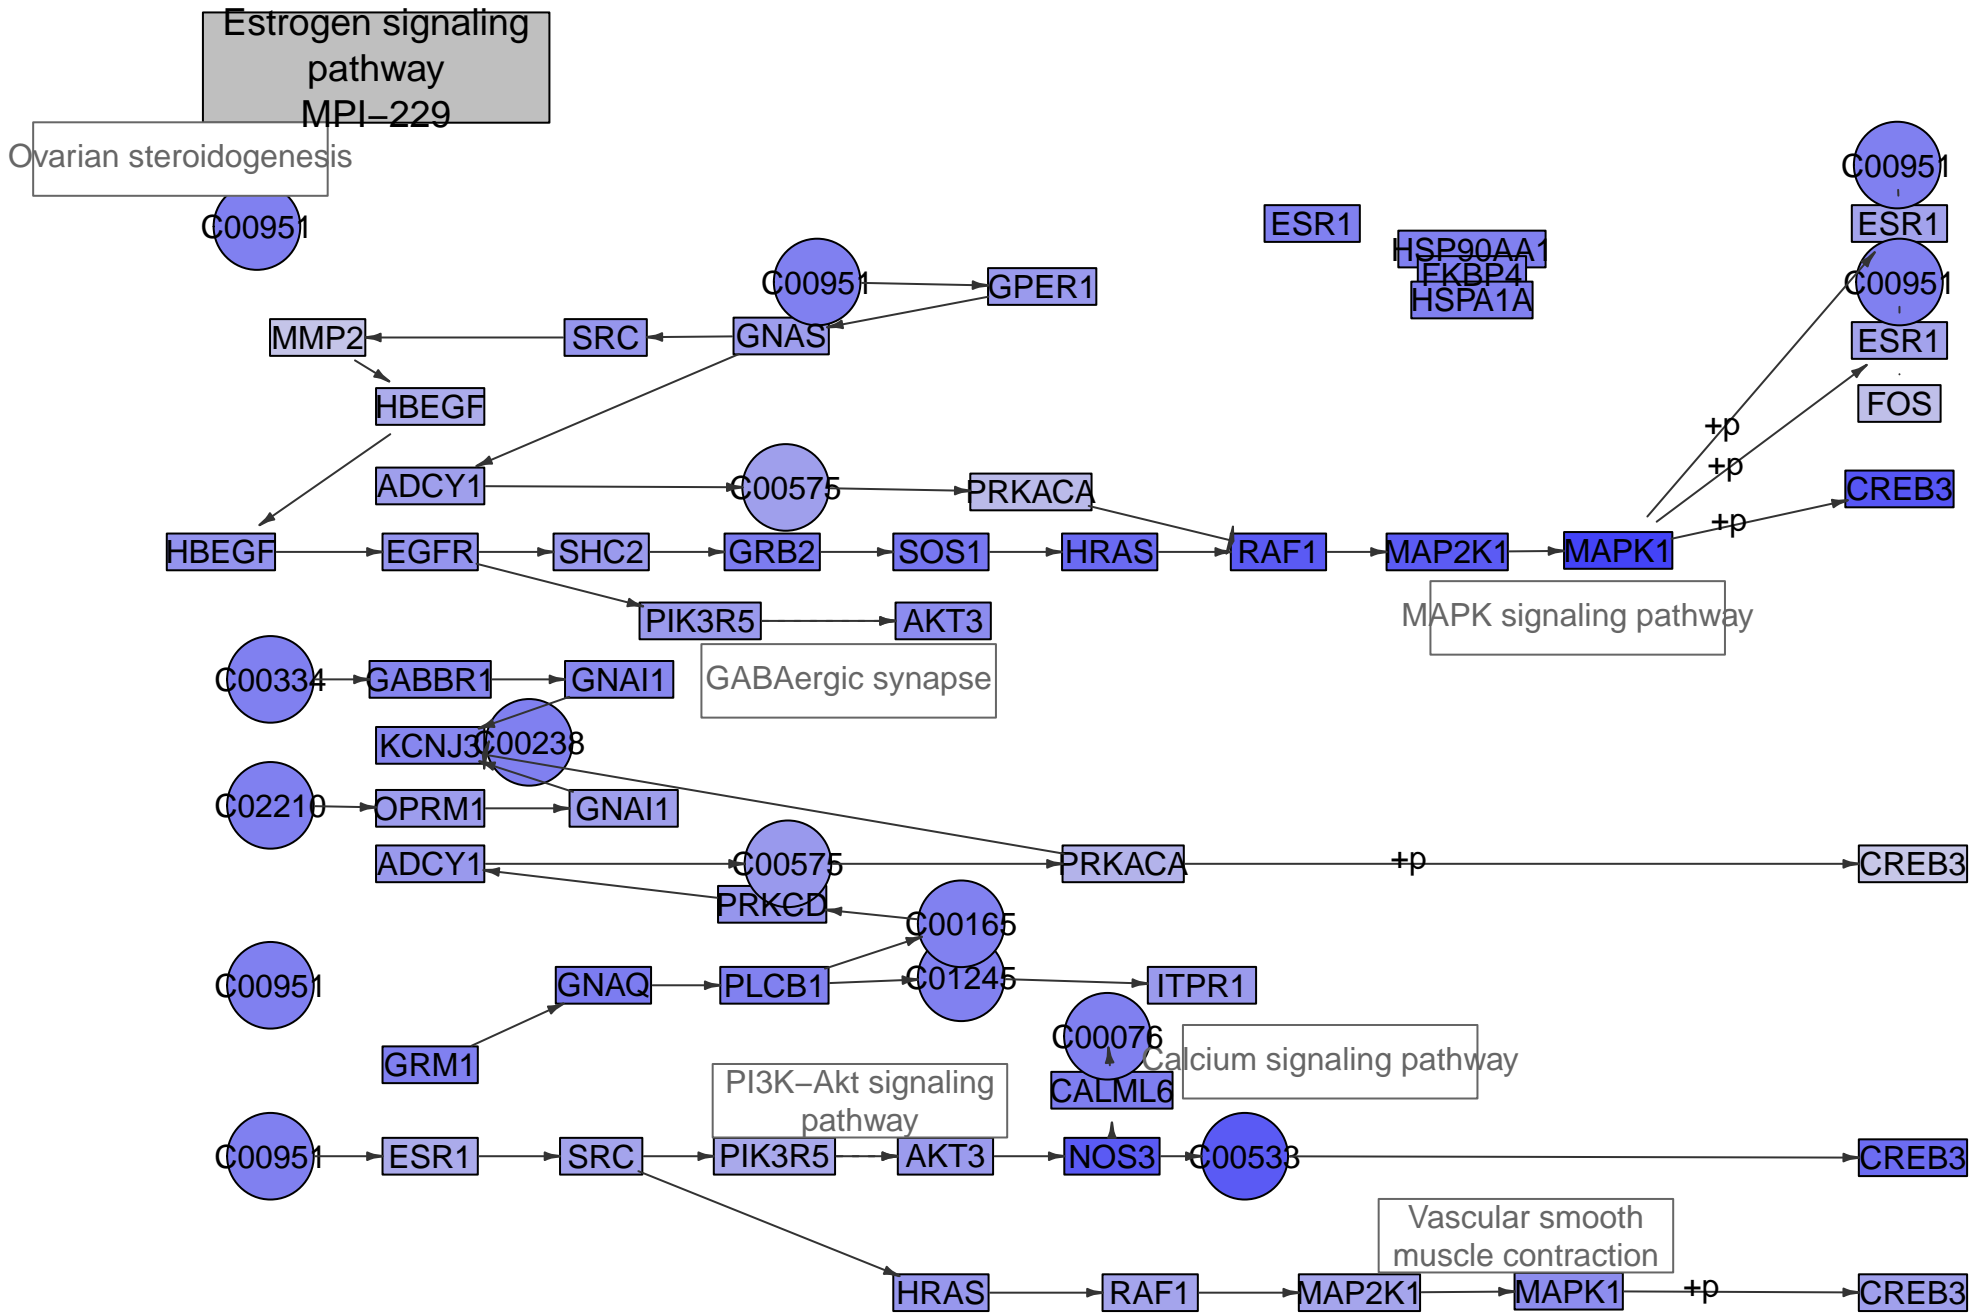 Estrogen signaling
pathway
MPI−229
Ovarian steroidogenesis
C00951
C00951
ESR1
ESR1
C00951
HSP90AA1
FKBP4
HSPA1A
C00951
GPER1
MMP2
SRC
GNAS
ESR1
HBEGF
FOS
+p
+p
ADCY1
C00575
PRKACA
CREB3
+p
HBEGF
EGFR
SHC2
GRB2
SOS1
HRAS
RAF1
MAP2K1
MAPK1
PIK3R5
AKT3
MAPK signaling pathway
C00334
GABBR1
GNAI1
GABAergic synapse
KCNJ3
C00238
C02210
OPRM1
GNAI1
ADCY1
C00575
PRKACA
+p
CREB3
PRKCD
C00165
C00951
GNAQ
PLCB1
C01245
ITPR1
C00076
Calcium signaling pathway
GRM1
CALML6
PI3K−Akt signaling
pathway
C00951
ESR1
SRC
PIK3R5
AKT3
NOS3
C00533
CREB3
Vascular smooth
muscle contraction
HRAS
RAF1
MAP2K1
MAPK1
+p
CREB3